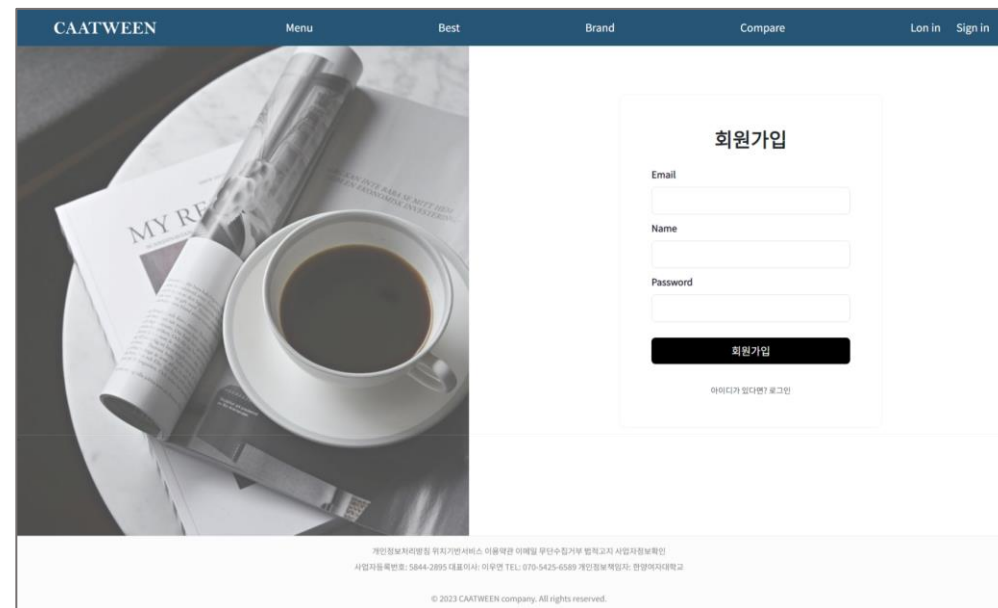 CAATWEEN Menu Best Brand Compare Lon in Sign in
회원가입
Email
Name
Password
회원가입
아이디가 있다면? 로그인
MY RE
개인정보처리방침 위치기반서비스 이용약관 이메일 무단수집거부 법적고지 사업자정보확인
사업자등록번호: 5844-2895 대표이사: 이우연 TEL: 070-5425-6589 개인정보책임자: 한양여자대학교
© 2023 CAATWEEN company. All rights reserved.